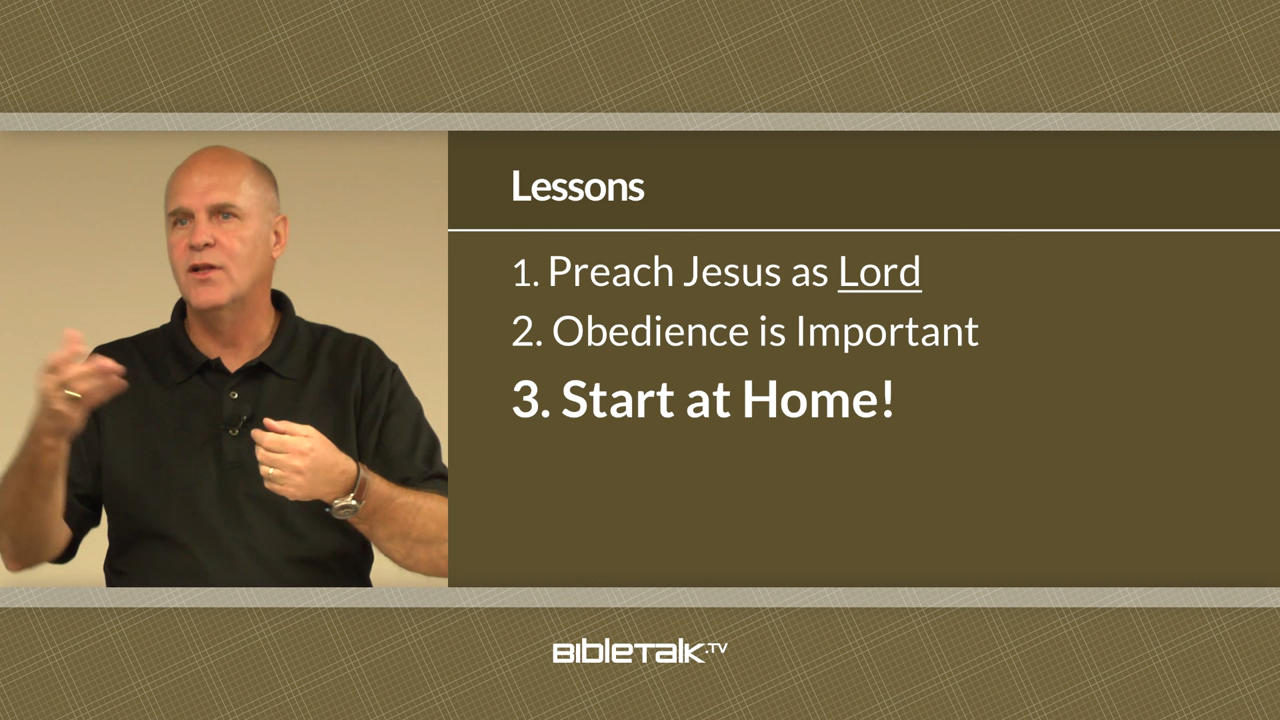 Lessons
1. Preach Jesus as Lord
2. Obedience is Important
3. Start at Home!
BibleTalk.TV